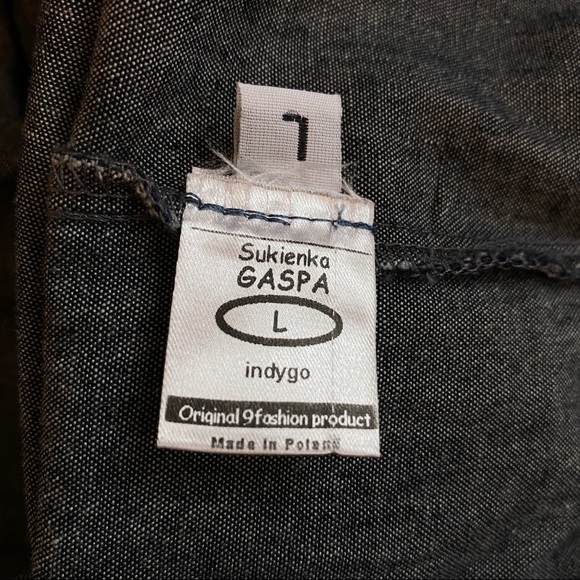 L
Sukienka
GASPA
L
indygo
Original 9fashion product
Made in Poland